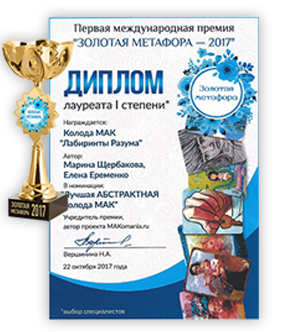 Первая международная премия
"ЗОЛОТАЯ МЕТАФОРА — 2017"
ДИПЛОМ
лауреата I степени*
Награждается:
Колода МАК
"Лабиринты Разума"
Автор:
Марина Щербакова,
Елена Еременко
В номинации:
"Лучшая АБСТРАКТНАЯ
колода МАК"
Учредитель премии,
автор проекта MAKomania.ru
Вершинина Н.А.
22 октября 2017 года
*выбор специалистов
Золотая
метафора
ЗОЛОТАЯ
МЕТАФОРА 2017